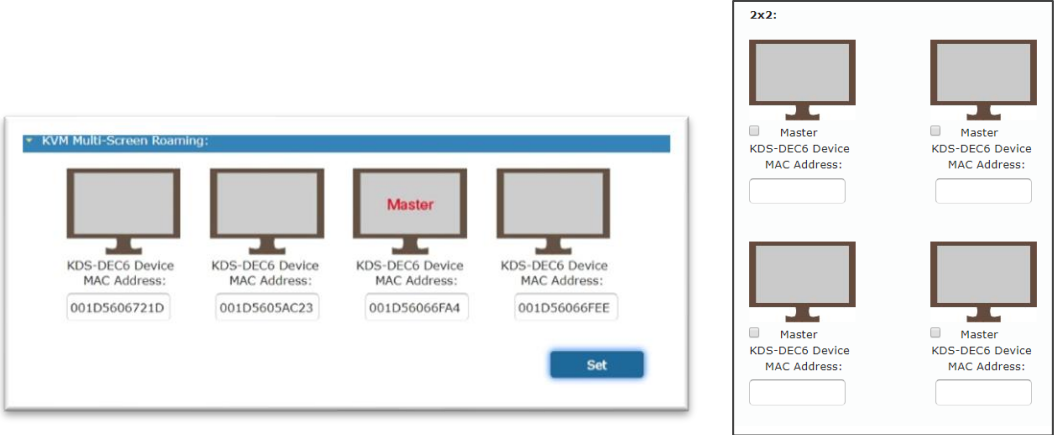 KVM Multi-Screen Roaming:
Master
KDS-DEC6 Device KDS-DEC6 Device KDS-DEC6 Device KDS-DEC6 Device
MAC Address: MAC Address: MAC Address: MAC Address:
001D5606721D 001D5605AC23 001D56066FA4 001D56066FEE
Set
2x2:
Master Master
KDS-DEC6 Device KDS-DEC6 Device
MAC Address: MAC Address:
Master Master
KDS-DEC6 Device KDS-DEC6 Device
MAC Address: MAC Address: